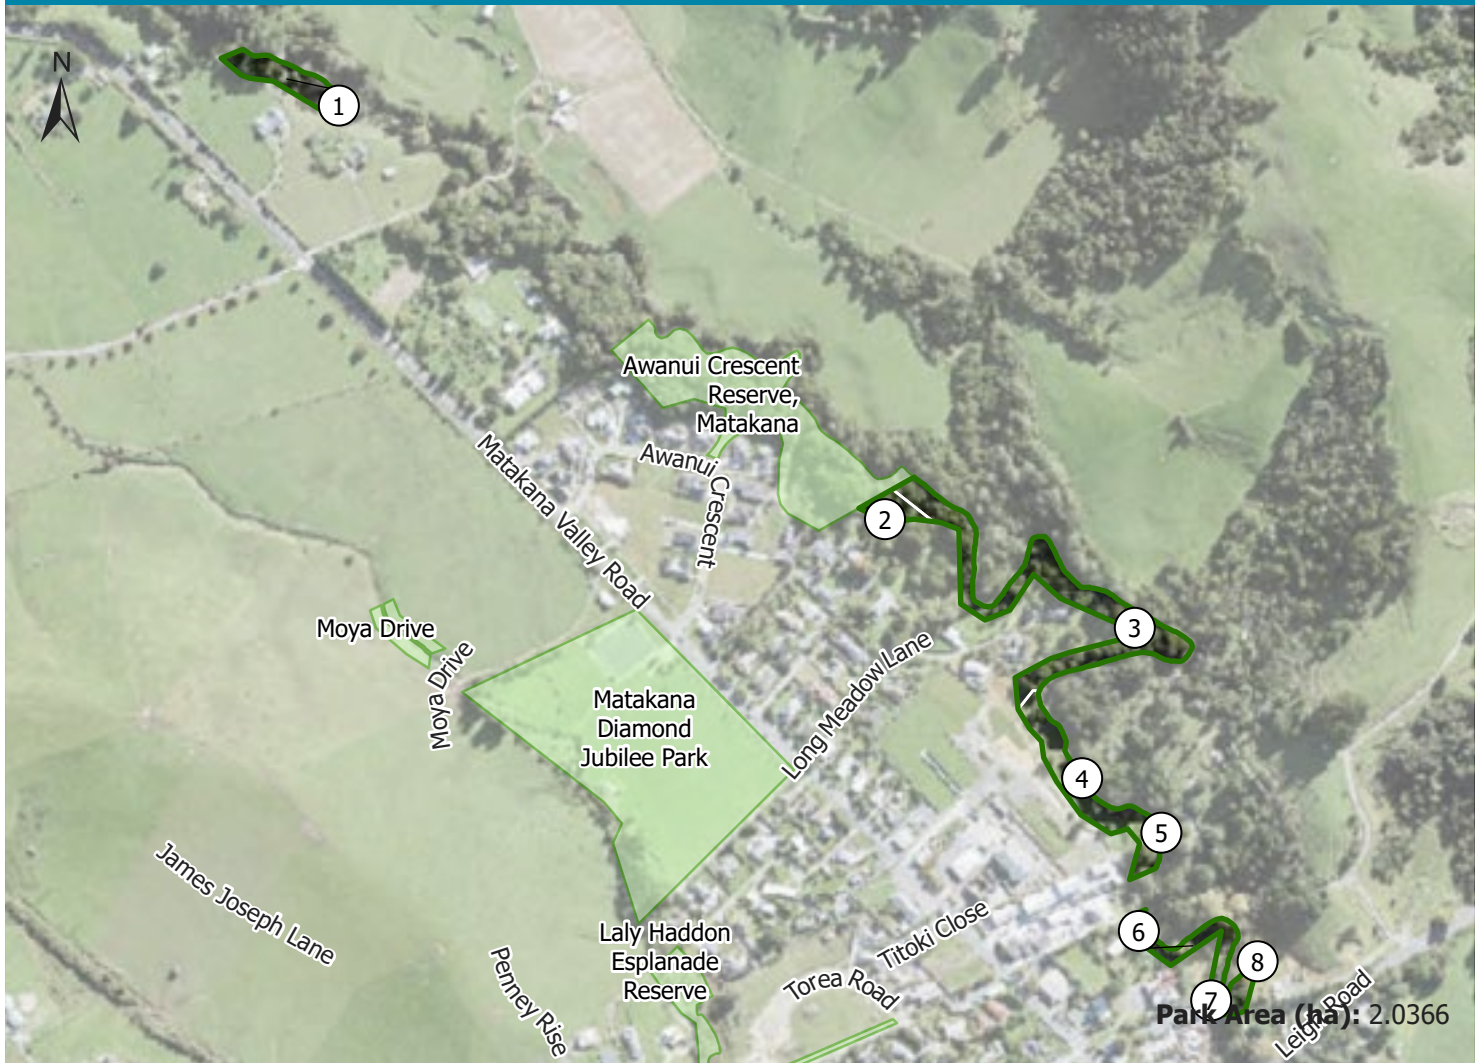 N
1
Awanui Crescent
Reserve,
Matakana
Awanui Crescent
Matakana Valley Road
2
3
Moya Drive
Moya Drive
Long Meadow Lane
Matakana
Diamond
Jubilee Park
4
5
James Joseph Lane
Penney Rise
Laly Haddon
Esplanade
Reserve
Titoki Close
Torea Road
6
8
7
Leigh Road
Park Area (ha): 2.0366